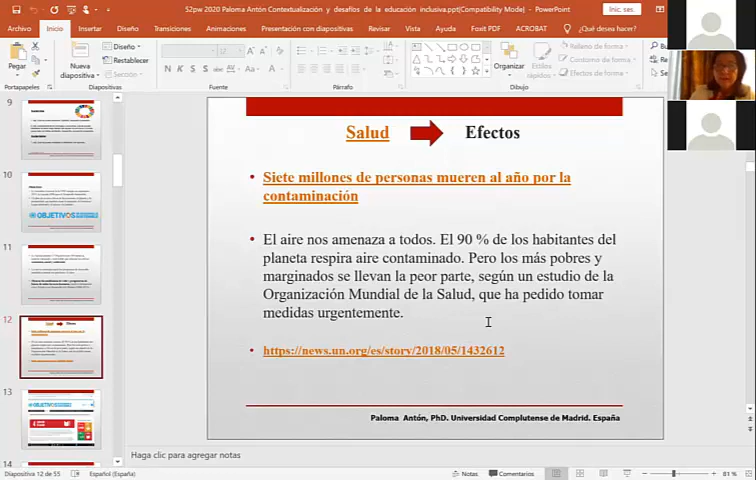 52pw 2020 Paloma Antón Contextualización y desafíos de la educación inclusiva.ppt[Compatibility Mode] - PowerPoint
Inic. ses.
Archivo Inicio Insertar Diseño Transiciones Animaciones Presentación con diapositivas Revisar Vista Ayuda Foxit PDF ACROBAT ¿Qué desea hacer?
Pegar
Nueva diapositiva
Diseño
Restablecer
Sección
N K S
Organizar
Estilos rápidos
Relleno de forma
Contorno de forma
Efectos de forma
Portapapeles
Diapositivas
Fuente
Párrafo
Dibujo
9
10
OBJETIVOS
11
12
13
OBJETIVOS
14
Salud Efectos
• Siete millones de personas mueren al año por la
contaminación
• El aire nos amenaza a todos. El 90 % de los habitantes del
planeta respira aire contaminado. Pero los más pobres y
marginados se llevan la peor parte, según un estudio de la
Organización Mundial de la Salud, que ha pedido tomar
medidas urgentemente.
• https://news.un.org/es/story/2018/05/1432612
Paloma Antón, PhD. Universidad Complutense de Madrid. España
Haga clic para agregar notas
Diapositiva 12 de 55 Español (España) Notas Comentarios 81 %